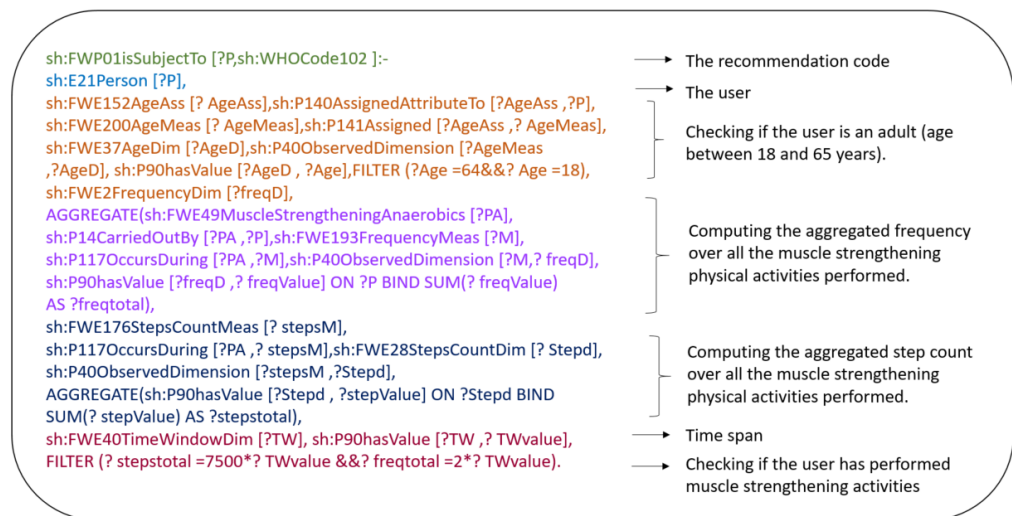 sh:FWP01isSubjectTo [?P,sh:WHOCode102 ]:-
sh:E21Person [?P],
sh:FWE152AgeAss [? AgeAss],sh:P140AssignedAttributeTo [?AgeAss ,?P],
sh:FWE200AgeMeas [? AgeMeas],sh:P141Assigned [?AgeAss ,? AgeMeas],
sh:FWE37AgeDim [?AgeD],sh:P40ObservedDimension [?AgeMeas
,?AgeD], sh:P90hasValue [?AgeD , ?Age],FILTER (?Age =64&&? Age =18),
sh:FWE2FrequencyDim [?freqD],
AGGREGATE(sh:FWE49MuscleStrengtheningAnaerobics [?PA],
sh:P14CarriedOutBy [?PA ,?P],sh:FWE193FrequencyMeas [?M],
sh:P117OccursDuring [?PA ,?M],sh:P40ObservedDimension [?M,? freqD],
sh:P90hasValue [?freqD ,? freqValue] ON ?P BIND SUM(? freqValue)
AS ?freqtotal),
sh:FWE176StepsCountMeas [? stepsM],
sh:P117OccursDuring [?PA ,? stepsM],sh:FWE28StepsCountDim [? Stepd],
sh:P40ObservedDimension [?stepsM ,?Stepd],
AGGREGATE(sh:P90hasValue [?Stepd , ?stepValue] ON ?Stepd BIND
SUM(? stepValue) AS ?stepstotal),
sh:FWE40TimeWindowDim [?TW], sh:P90hasValue [?TW ,? TWvalue],
FILTER (? stepstotal =7500*? TWvalue &&? freqtotal =2*? TWvalue).
The recommendation code
The user
Checking if the user is an adult (age
between 18 and 65 years).
Computing the aggregated frequency
over all the muscle strengthening
physical activities performed.
Computing the aggregated step count
over all the muscle strengthening
physical activities performed.
Time span
Checking if the user has performed
muscle strengthening activities